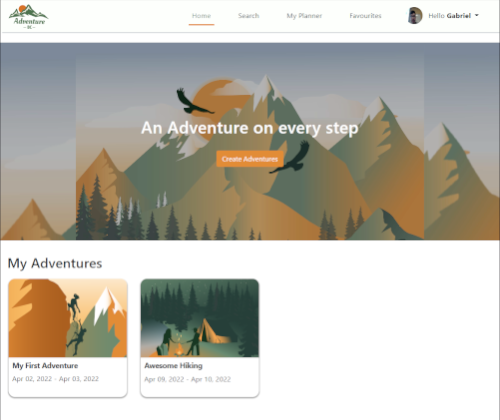 Adventure
- BC -
Home
Search
My Planner
Favourites
Hello Gabriel
An Adventure on every step
Create Adventures
My Adventures
My First Adventure
Apr 02, 2022 - Apr 03, 2022
Awesome Hiking
Apr 09, 2022 - Apr 10, 2022